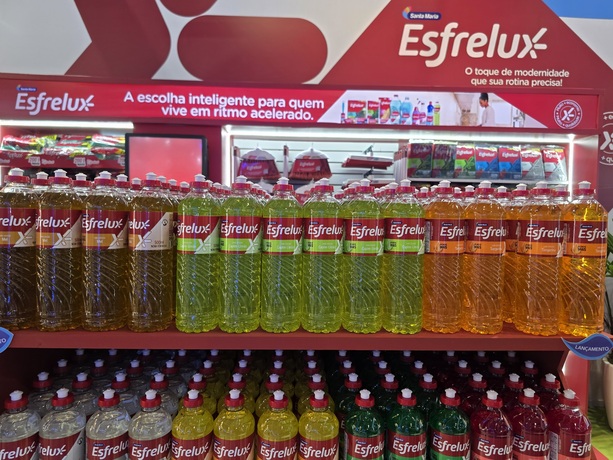 Santa Maria
Esfrelux
O toque de modernidade
que sua rotina precisa!
Santa Maria
Esfrelux
A escolha inteligente para quem
vive em ritmo acelerado.
Esfrelux
Esfrelux
Esfrelux
Esfrelux
Esfrelux
Esfrelux
Esfrelux
Esfrelux
Esfrelux
Esfrelux
Esfrelux
Esfrelux
LANÇAMENTO
Esfrelux
Esfrelux
Esfrelux
Esfrelux
Esfrelux
Esfrelux
Esfrelux
Esfrelux
Esfrelux
Esfrelux